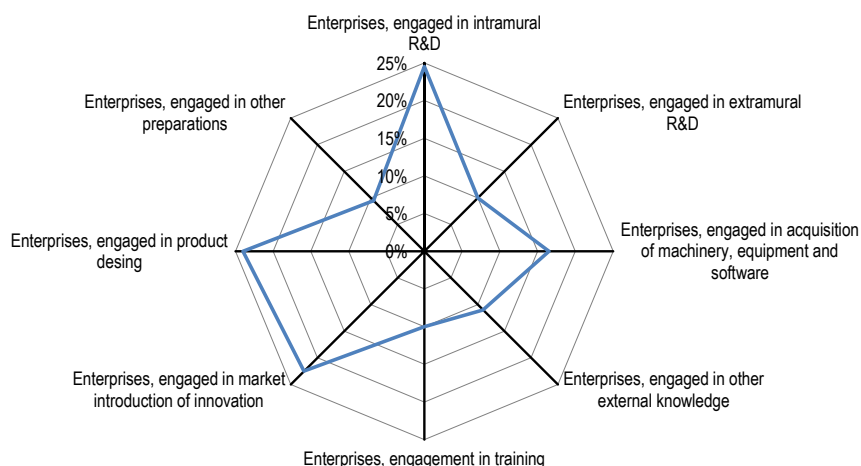 Enterprises, engaged in intramural
R&D
25%
20%
15%
10%
5%
0%
Enterprises, engaged in extramural
R&D
Enterprises, engaged in acquisition
of machinery, equipment and
software
Enterprises, engaged in other
external knowledge
Enterprises, engagement in training
Enterprises, engaged in market
introduction of innovation
Enterprises, engaged in product
desing
Enterprises, engaged in other
preparations